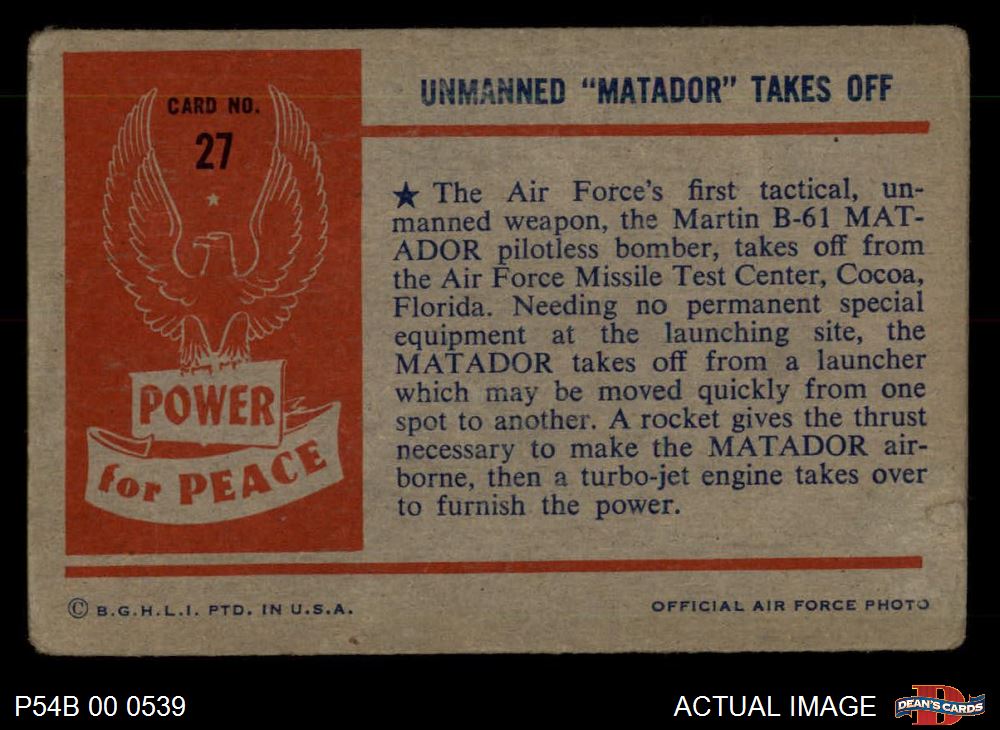 CARD NO.
27
POWER
for PEACE
UNMANNED "MATADOR" TAKES OFF
★ The Air Force's first tactical, un-
manned weapon, the Martin B-61 MAT-
ADOR pilotless bomber, takes off from
the Air Force Missile Test Center, Cocoa,
Florida. Needing no permanent special
equipment at the launching site, the
MATADOR takes off from a launcher
which may be moved quickly from one
spot to another. A rocket gives the thrust
necessary to make the MATADOR air-
borne, then a turbo-jet engine takes over
to furnish the power.
© B.G.H.L.I. PTD. IN U.S.A.
OFFICIAL AIR FORCE PHOTO
P54B 00 0539
ACTUAL IMAGE
D
DEAN'S CARDS